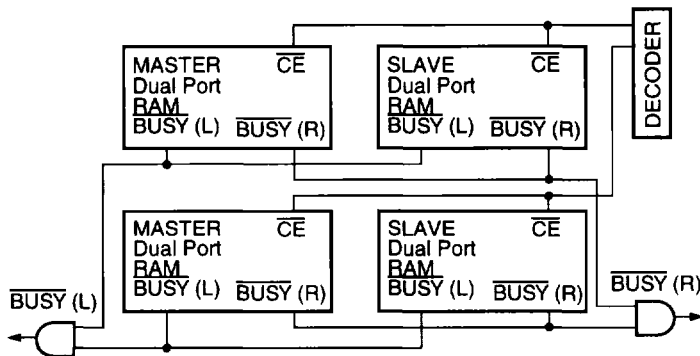 MASTER
Dual Port
RAM
BUSY (L)
CE
BUSY (R)
SLAVE
Dual Port
RAM
BUSY (L)
CE
BUSY (R)
DECODER
MASTER
Dual Port
RAM
BUSY (L)
CE
BUSY (R)
SLAVE
Dual Port
RAM
BUSY (L)
CE
BUSY (R)
BUSY (L)
BUSY (R)